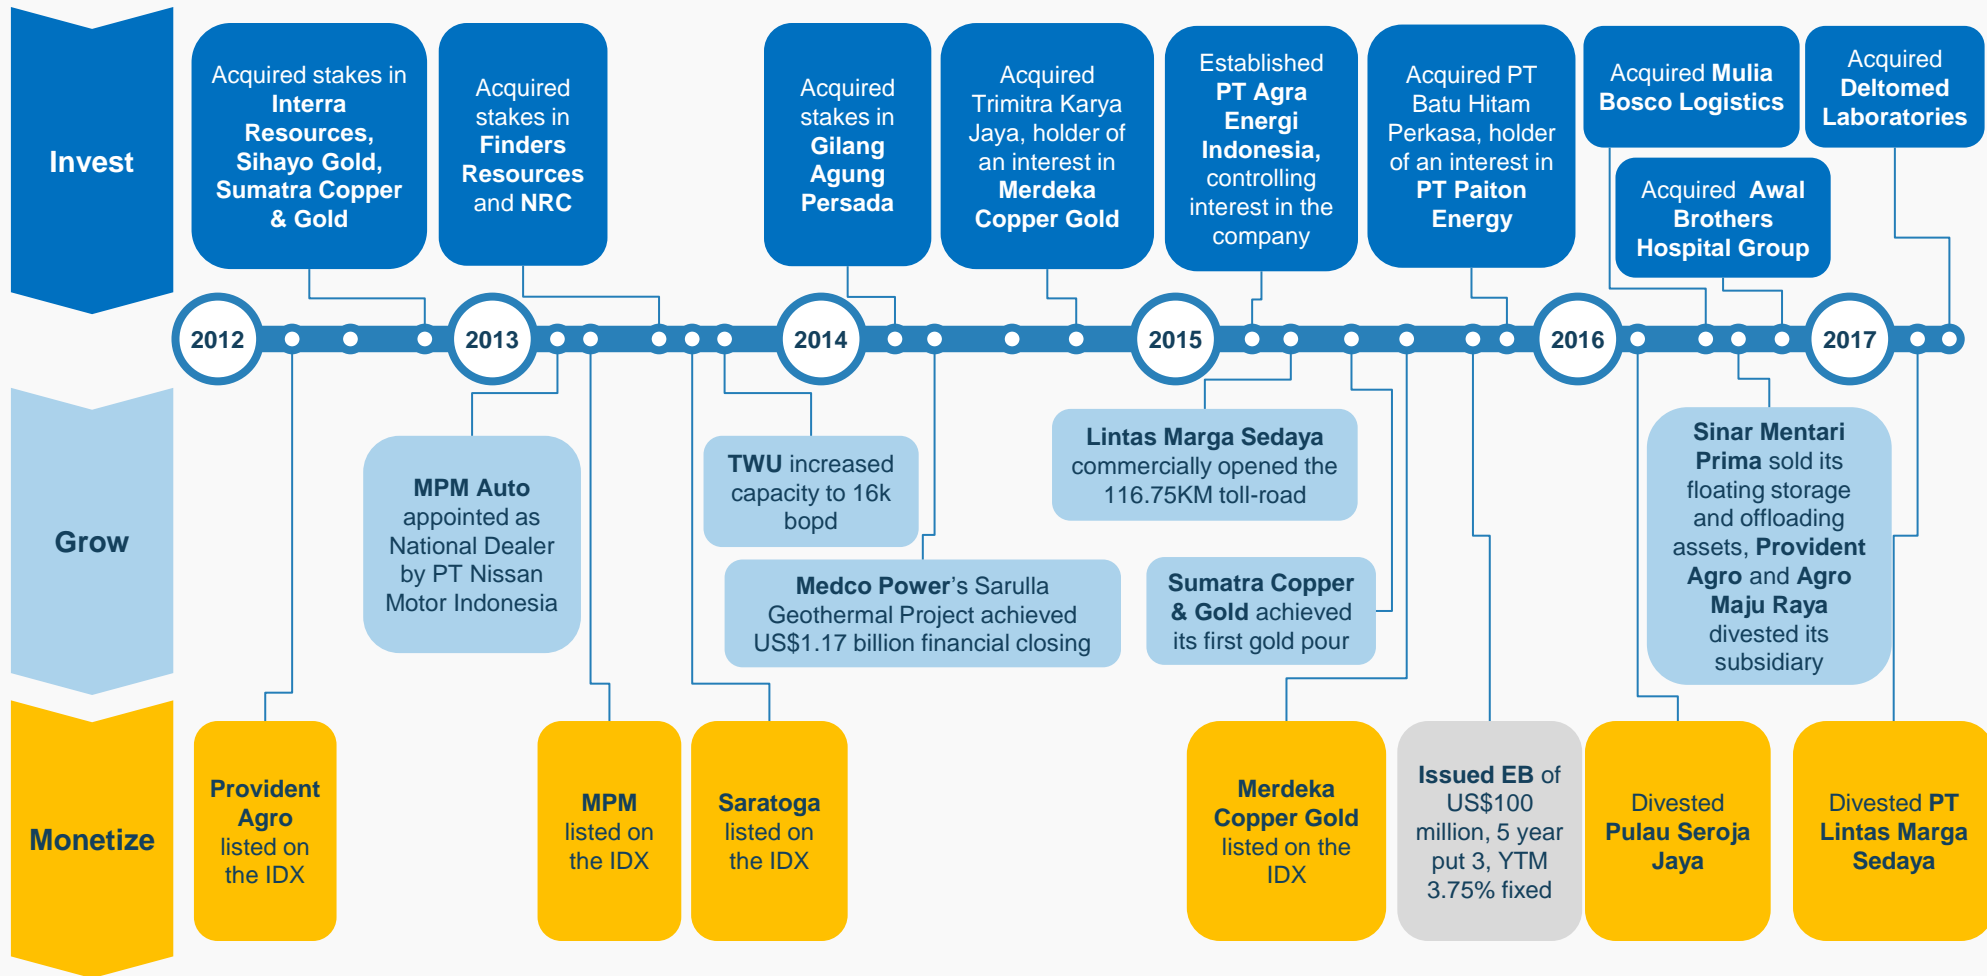 Invest
Acquired stakes in
Interra
Resources,
Sihayo Gold,
Sumatra Copper
& Gold
Acquired
stakes in
Finders
Resources
and NRC
Acquired
stakes in
Gilang
Agung
Persada
Acquired
Trimitra Karya
Jaya, holder of
an interest in
Merdeka
Copper Gold
Established
PT Agra
Energi
Indonesia,
controlling
interest in the
company
Acquired PT
Batu Hitam
Perkasa, holder
of an interest in
PT Paiton
Energy
Acquired Mulia
Bosco Logistics
Acquired Awal
Brothers
Hospital Group
Acquired
Deltomed
Laboratories
2012
2013
2014
2015
2016
2017
Grow
MPM Auto
appointed as
National Dealer
by PT Nissan
Motor Indonesia
TWU increased
capacity to 16k
bopd
Medco Power's Sarulla
Geothermal Project achieved
US$1.17 billion financial closing
Lintas Marga Sedaya
commercially opened the
116.75KM toll-road
Sumatra Copper
& Gold achieved
its first gold pour
Sinar Mentari
Prima sold its
floating storage
and offloading
assets, Provident
Agro and Agro
Maju Raya
divested its
subsidiary
Monetize
Provident
Agro
listed on
the IDX
MPM
listed on
the IDX
Saratoga
listed on
the IDX
Merdeka
Copper Gold
listed on the
IDX
Issued EB of
US$100
million, 5 year
put 3, YTM
3.75% fixed
Divested
Pulau Seroja
Jaya
Divested PT
Lintas Marga
Sedaya